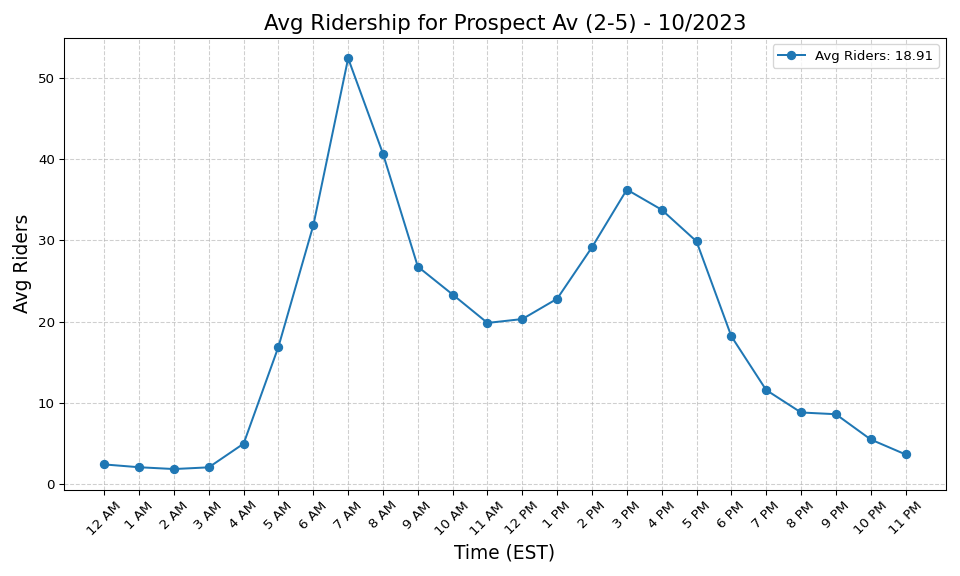 Avg Ridership for Prospect Av (2-5) - 10/2023
Avg Riders: 18.91
Avg Riders
50
40
30
20
10
0
12 AM
1 AM
2 AM
3 AM
4 AM
5 AM
6 AM
7 AM
8 AM
9 AM
10 AM
11 AM
12 PM
1 PM
2 PM
3 PM
4 PM
5 PM
6 PM
7 PM
8 PM
9 PM
10 PM
11 PM
Time (EST)